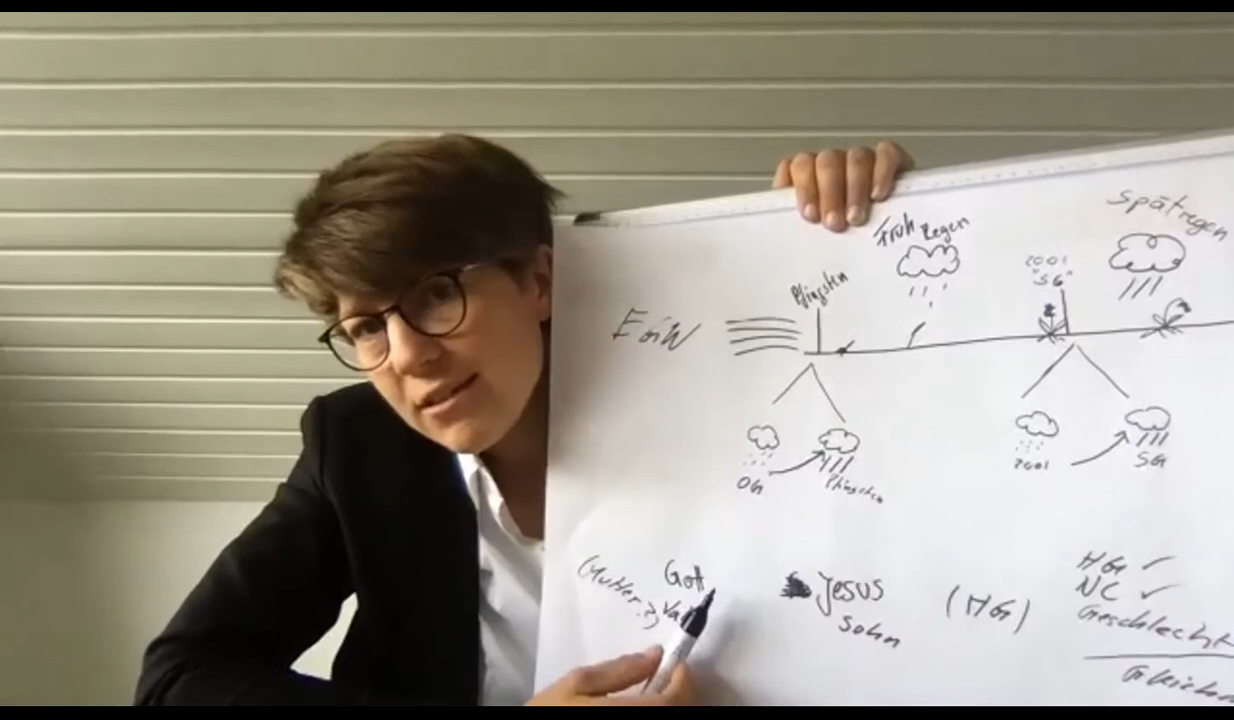 Spätregen
Früh Regen
Pfingsten
2001
"SG"
EGW
OG
Pfingsten
2001
SG
(Mutter?)
Gott
Jesus
Sohn
(HG)
HG ✓
NC ✓
Geschlecht